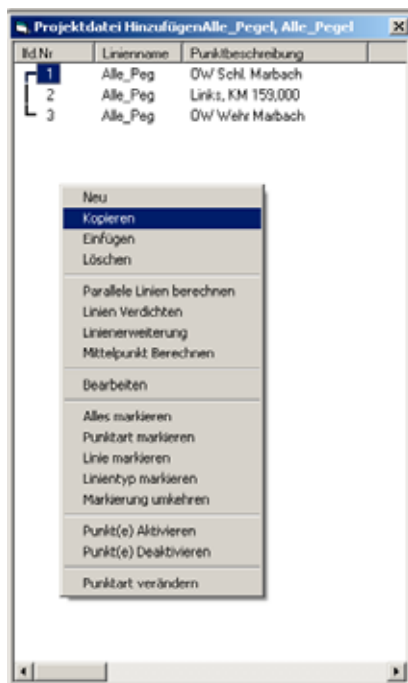 Projektdatei HinzufügenAlle_Pegel, Alle_Pegel
lfd.Nr Linienname Punktbeschreibung
1 Alle_Peg OW Schl. Marbach
2 Alle_Peg Links, KM 159,000
3 Alle_Peg OW Wehr Marbach
Neu
Kopieren
Einfügen
Löschen
Parallele Linien berechnen
Linien Verdichten
Linienerweiterung
Mittelpunkt Berechnen
Bearbeiten
Alles markieren
Punktart markieren
Linie markieren
Linientyp markieren
Markierung umkehren
Punkt(e) Aktivieren
Punkt(e) Deaktivieren
Punktart verändern